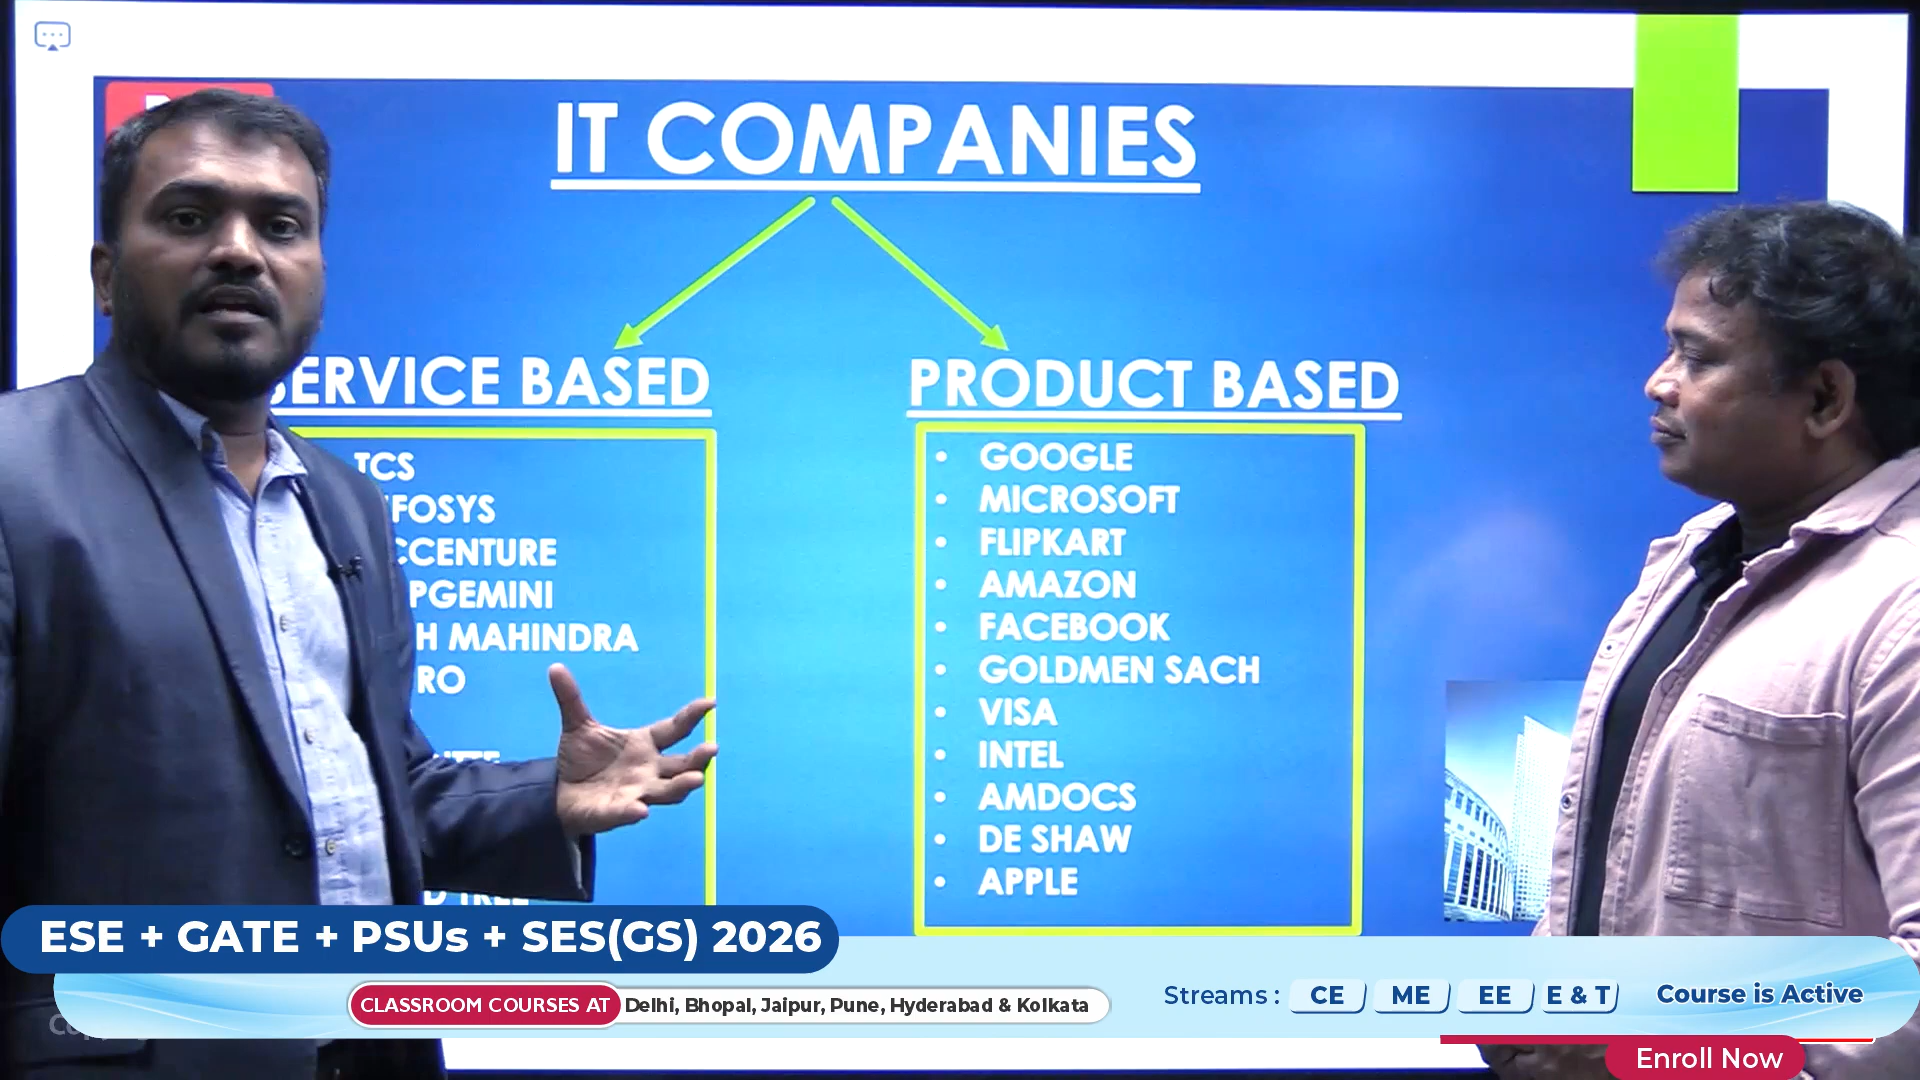 IT COMPANIES
SERVICE BASED
TCS
FOSYS
CCENTURE
PGEMINI
H MAHINDRA
RO
PRODUCT BASED
• GOOGLE
• MICROSOFT
• FLIPKART
• AMAZON
• FACEBOOK
• GOLDMEN SACH
• VISA
• INTEL
• AMDOCS
• DE SHAW
• APPLE
ESE + GATE + PSUs + SES(GS) 2026
CLASSROOM COURSES AT Delhi, Bhopal, Jaipur, Pune, Hyderabad & Kolkata
Streams : CE ME EE E & T Course is Active
Enroll Now